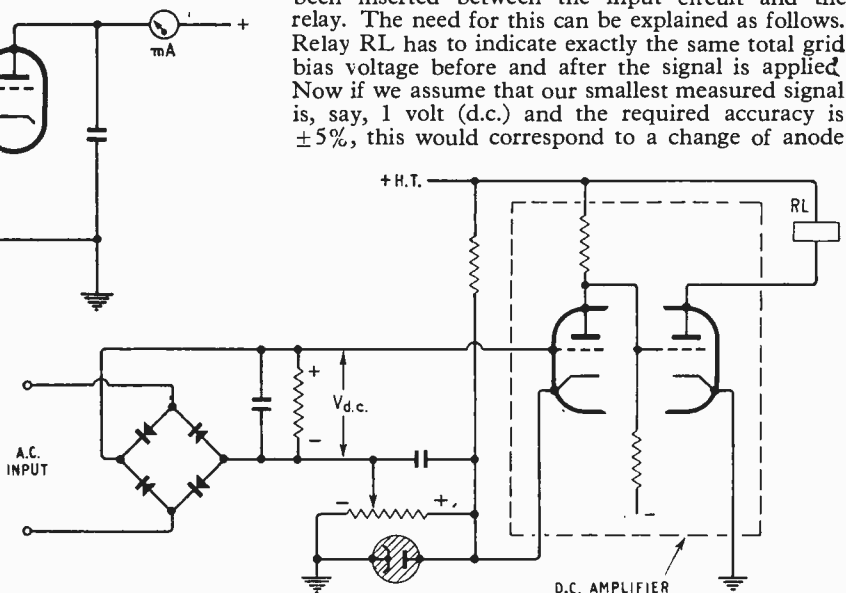 been inserted between the input circuit and the
relay. The need for this can be explained as follows.
Relay RL has to indicate exactly the same total grid
bias voltage before and after the signal is applied.
Now if we assume that our smallest measured signal
is, say, 1 volt (d.c.) and the required accuracy is
±5%, this would correspond to a change of anode
mA
+
+ H.T.
RL
+
V d.c.
−
A.C.
INPUT
− +
−
D.C. AMPLIFIER